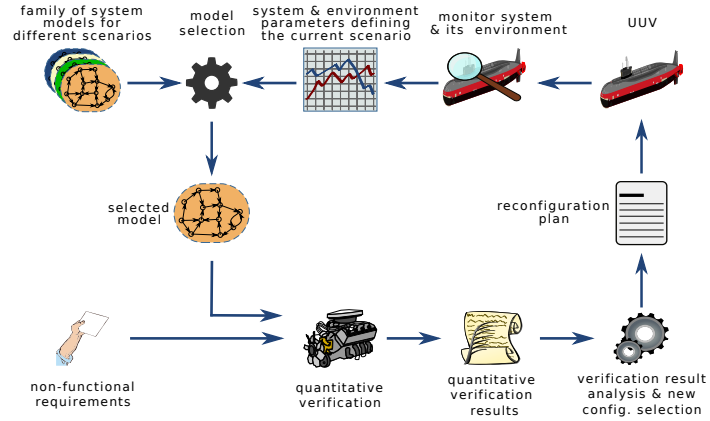 family of system
models for
different scenarios
model
selection
system & environment
parameters defining
the current scenario
monitor system
& its environment
UUV
selected
model
reconfiguration
plan
non-functional
requirements
quantitative
verification
quantitative
verification
results
verification result
analysis & new
config. selection